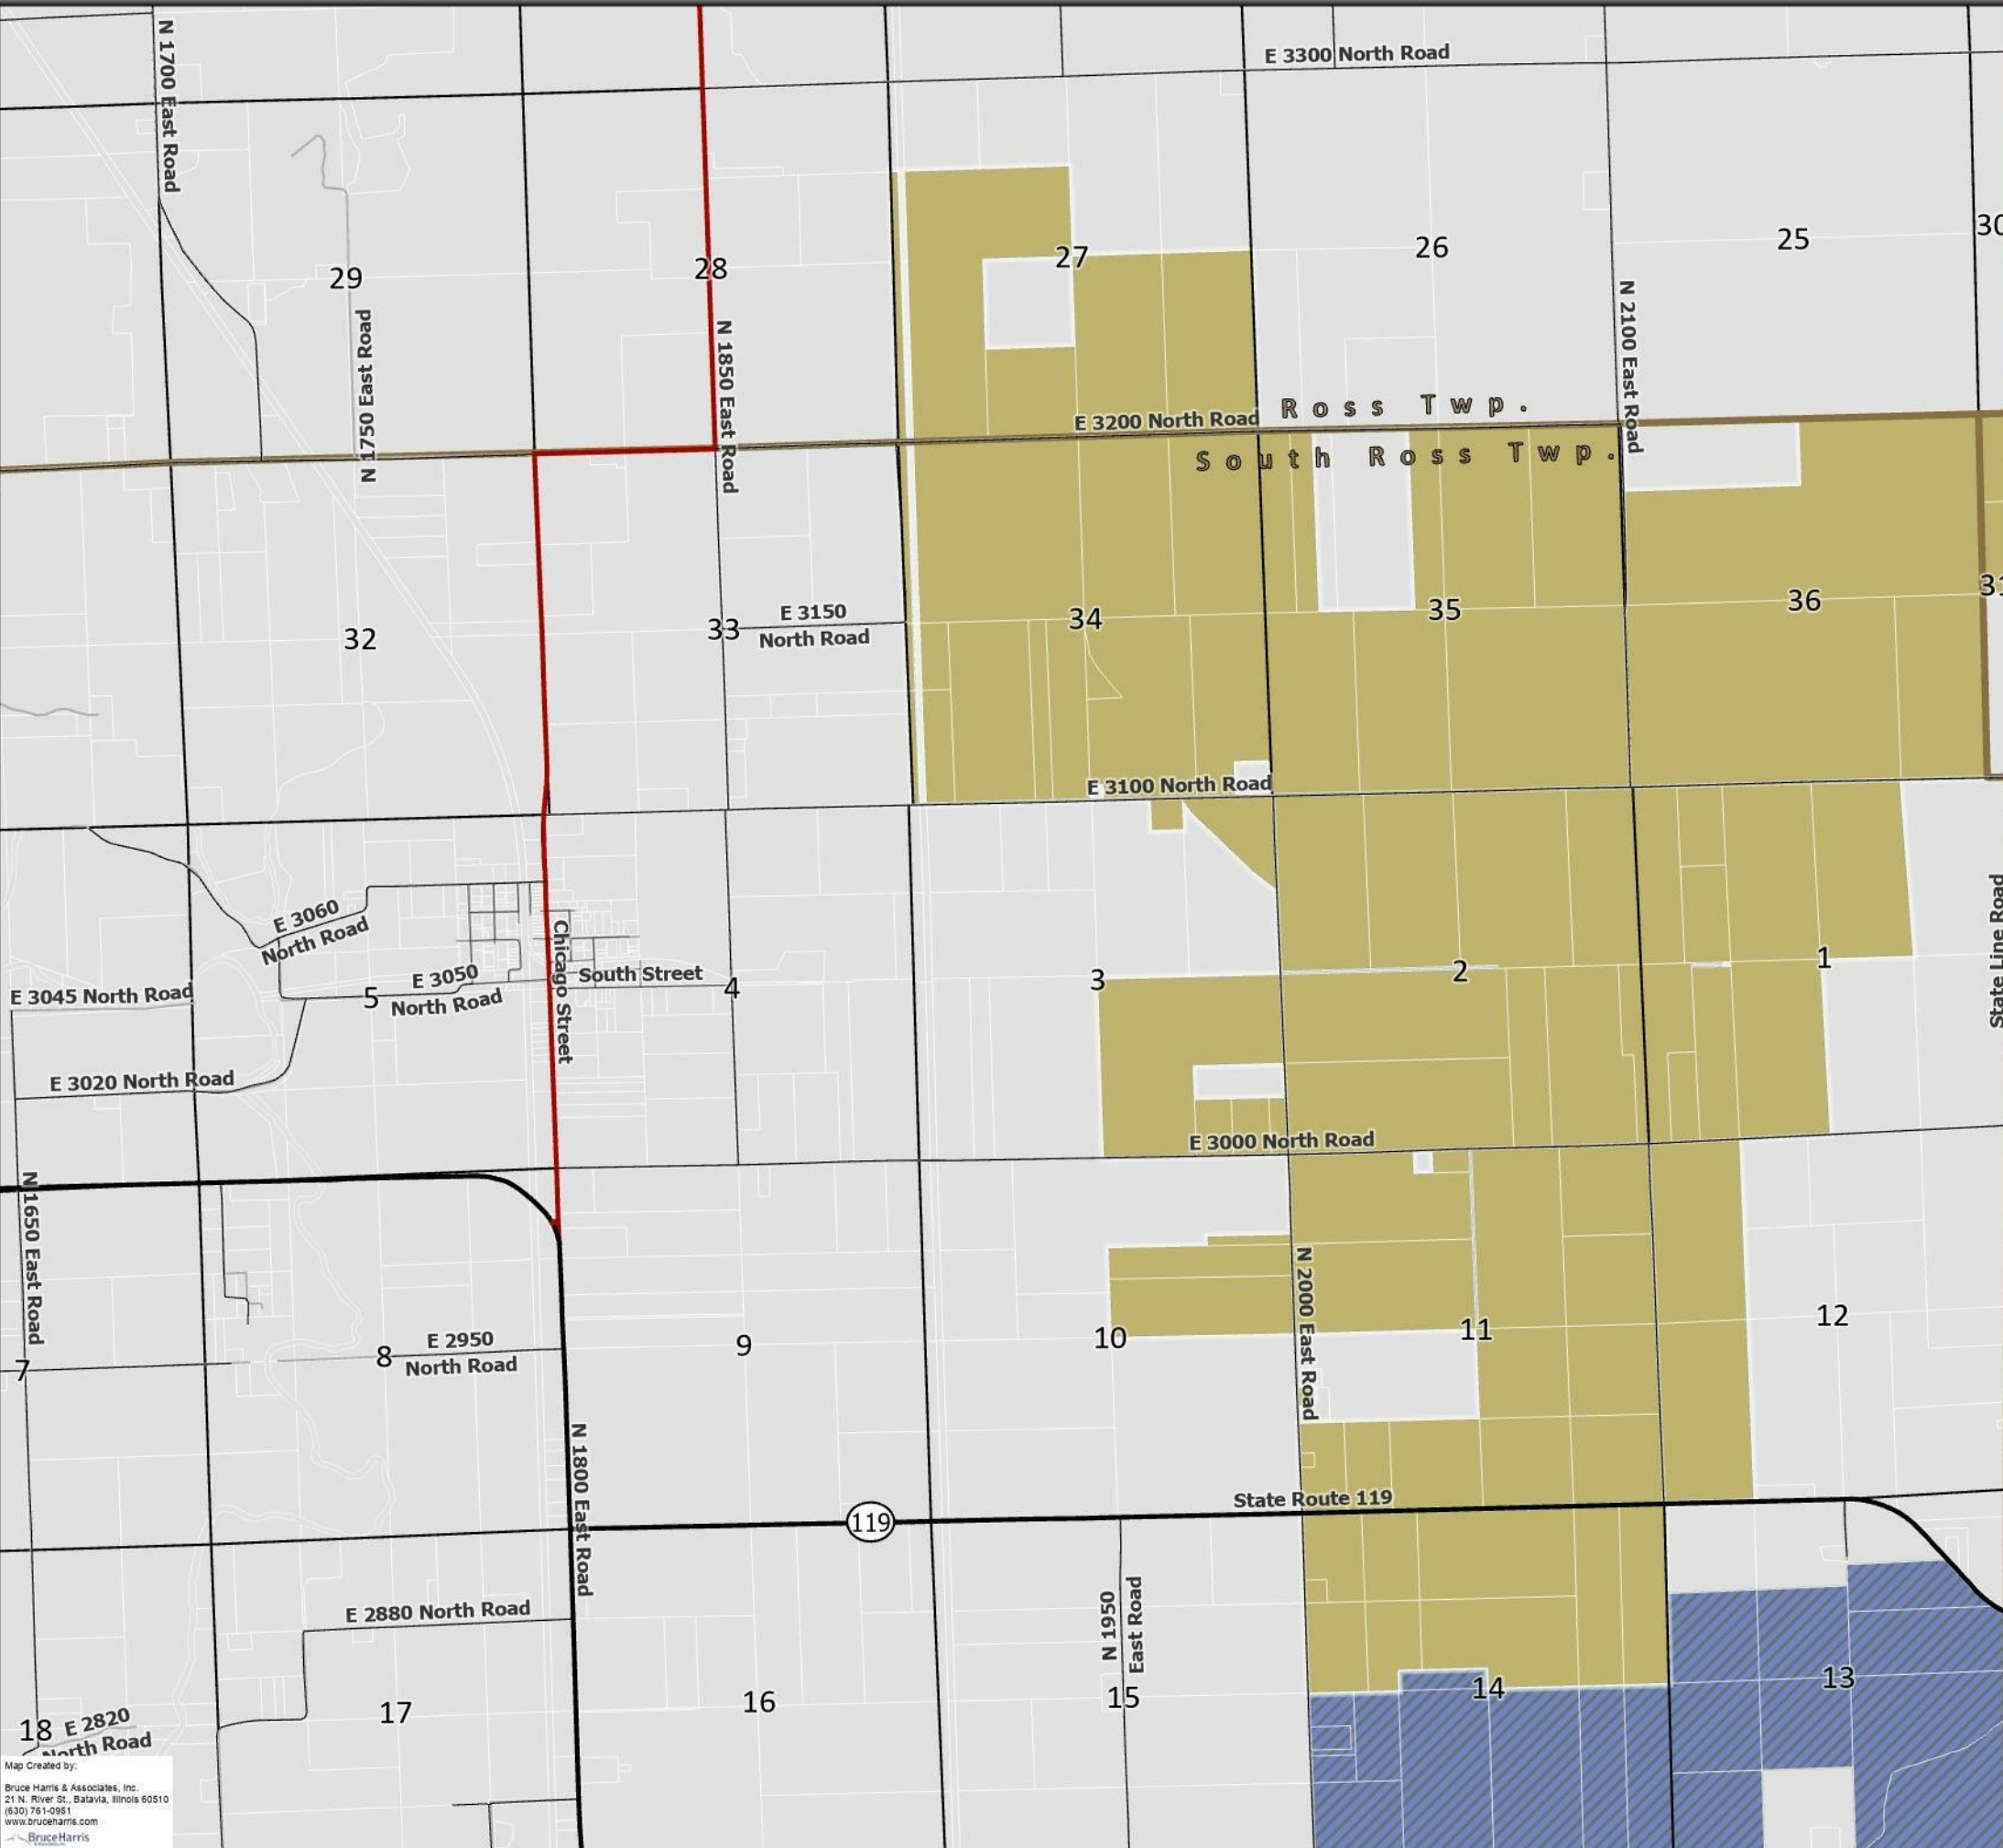 E 3300 North Road
N 1700 East Road
30
25
26
27
28
29
N 2100 East Road
N 1750 East Road
N 1850 East Road
Ross Twp.
E 3200 North Road
South Ross Twp.
31
36
35
34
E 3150
North Road
33
32
E 3100 North Road
State Line Road
E 3060
North Road
Chicago Street
South Street
E 3050
North Road
E 3045 North Road
5
4
3
2
1
E 3020 North Road
E 3000 North Road
N 1650 East Road
N 2000 East Road
12
11
10
9
8
7
E 2950
North Road
N 1800 East Road
State Route 119
119
E 2880 North Road
N 1950
East Road
13
14
15
16
17
18
E 2820
North Road
Map Created by:
Bruce Harris & Associates, Inc.
21 N. River St., Batavia, Illinois 60510
(630) 761-0951
www.bruceharris.com
BruceHarris